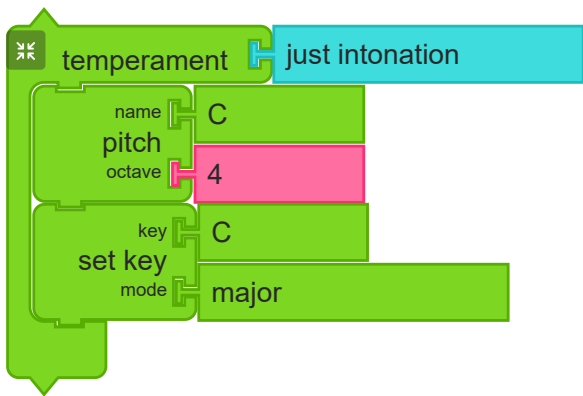 temperament just intonation
name C
pitch
octave 4
key C
set key
mode major